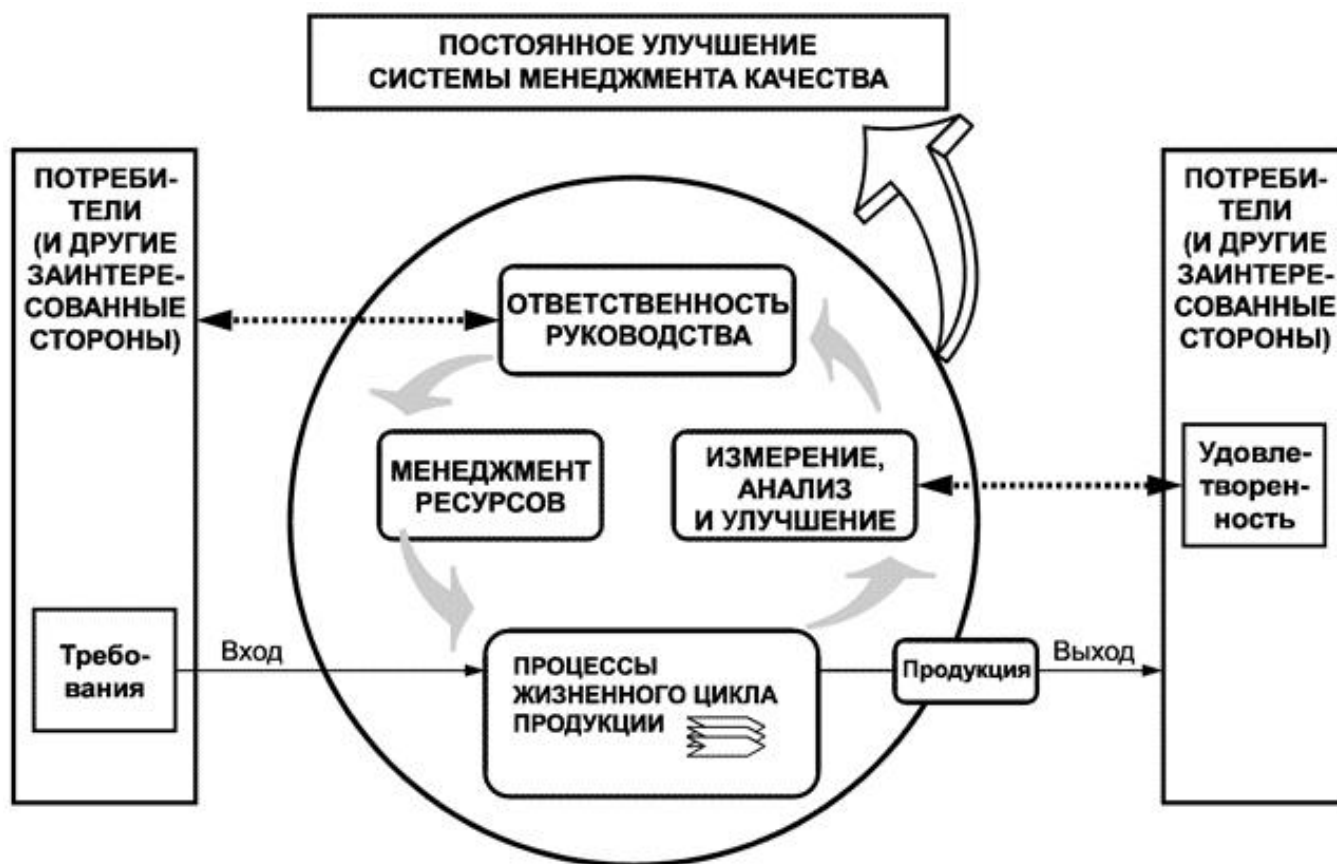 ПОСТОЯННОЕ УЛУЧШЕНИЕ
СИСТЕМЫ МЕНЕДЖМЕНТА КАЧЕСТВА
ПОТРЕБИ-
ТЕЛИ
(И ДРУГИЕ
ЗАИНТЕРЕ-
СОВАННЫЕ
СТОРОНЫ)
Требо-
вания
Вход
ОТВЕТСТВЕННОСТЬ
РУКОВОДСТВА
МЕНЕДЖМЕНТ
РЕСУРСОВ
ИЗМЕРЕНИЕ,
АНАЛИЗ
И УЛУЧШЕНИЕ
ПРОЦЕССЫ
ЖИЗНЕННОГО ЦИКЛА
ПРОДУКЦИИ
Продукция
Выход
ПОТРЕБИ-
ТЕЛИ
(И ДРУГИЕ
ЗАИНТЕРЕ-
СОВАННЫЕ
СТОРОНЫ)
Удовле-
творен-
ность